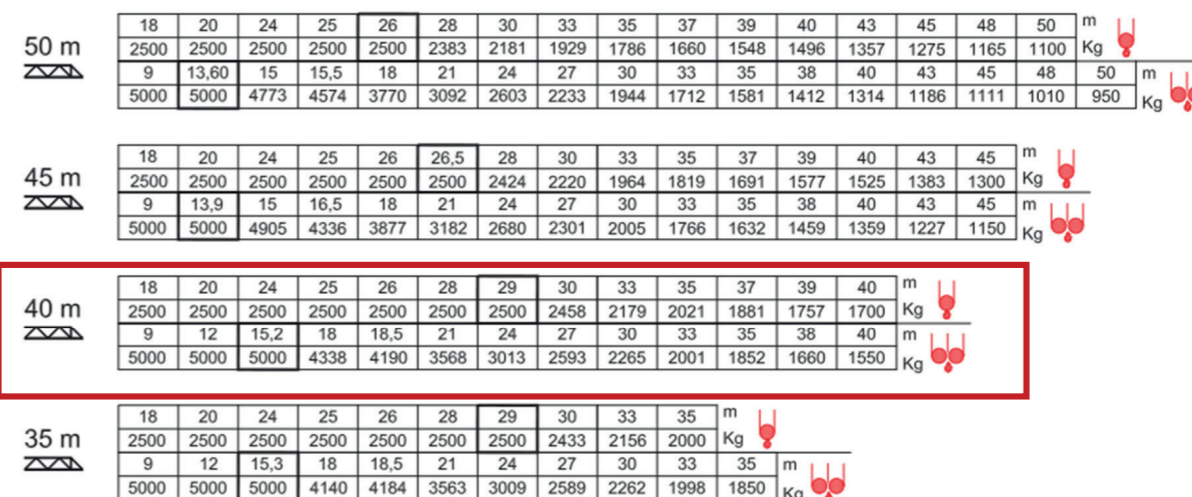 18 20 24 25 26 28 30 33 35 37 39 40 43 45 48 50 m
50 m
2500 2500 2500 2500 2500 2383 2181 1929 1786 1660 1548 1496 1357 1275 1165 1100 Kg
9 13,60 15 15,5 18 21 24 27 30 33 35 38 40 43 45 48 50 m
5000 5000 4773 4574 3770 3092 2603 2233 1944 1712 1581 1412 1314 1186 1111 1010 950 Kg
18 20 24 25 26 26,5 28 30 33 35 37 39 40 43 45 m
45 m
2500 2500 2500 2500 2500 2500 2424 2220 1964 1819 1691 1577 1525 1383 1300 Kg
9 13,9 15 16,5 18 21 24 27 30 33 35 38 40 43 45 m
5000 5000 4905 4336 3877 3182 2680 2301 2005 1766 1632 1459 1359 1227 1150 Kg
18 20 24 25 26 28 29 30 33 35 37 39 40 m
40 m
2500 2500 2500 2500 2500 2500 2500 2458 2179 2021 1881 1757 1700 Kg
9 12 15,2 18 18,5 21 24 27 30 33 35 38 40 m
5000 5000 5000 4338 4190 3568 3013 2593 2265 2001 1852 1660 1550 Kg
18 20 24 25 26 28 29 30 33 35 m
35 m
2500 2500 2500 2500 2500 2500 2500 2433 2156 2000 Kg
9 12 15,3 18 18,5 21 24 27 30 33 35 m
5000 5000 5000 4140 4184 3563 3009 2589 2262 1998 1850 Kg